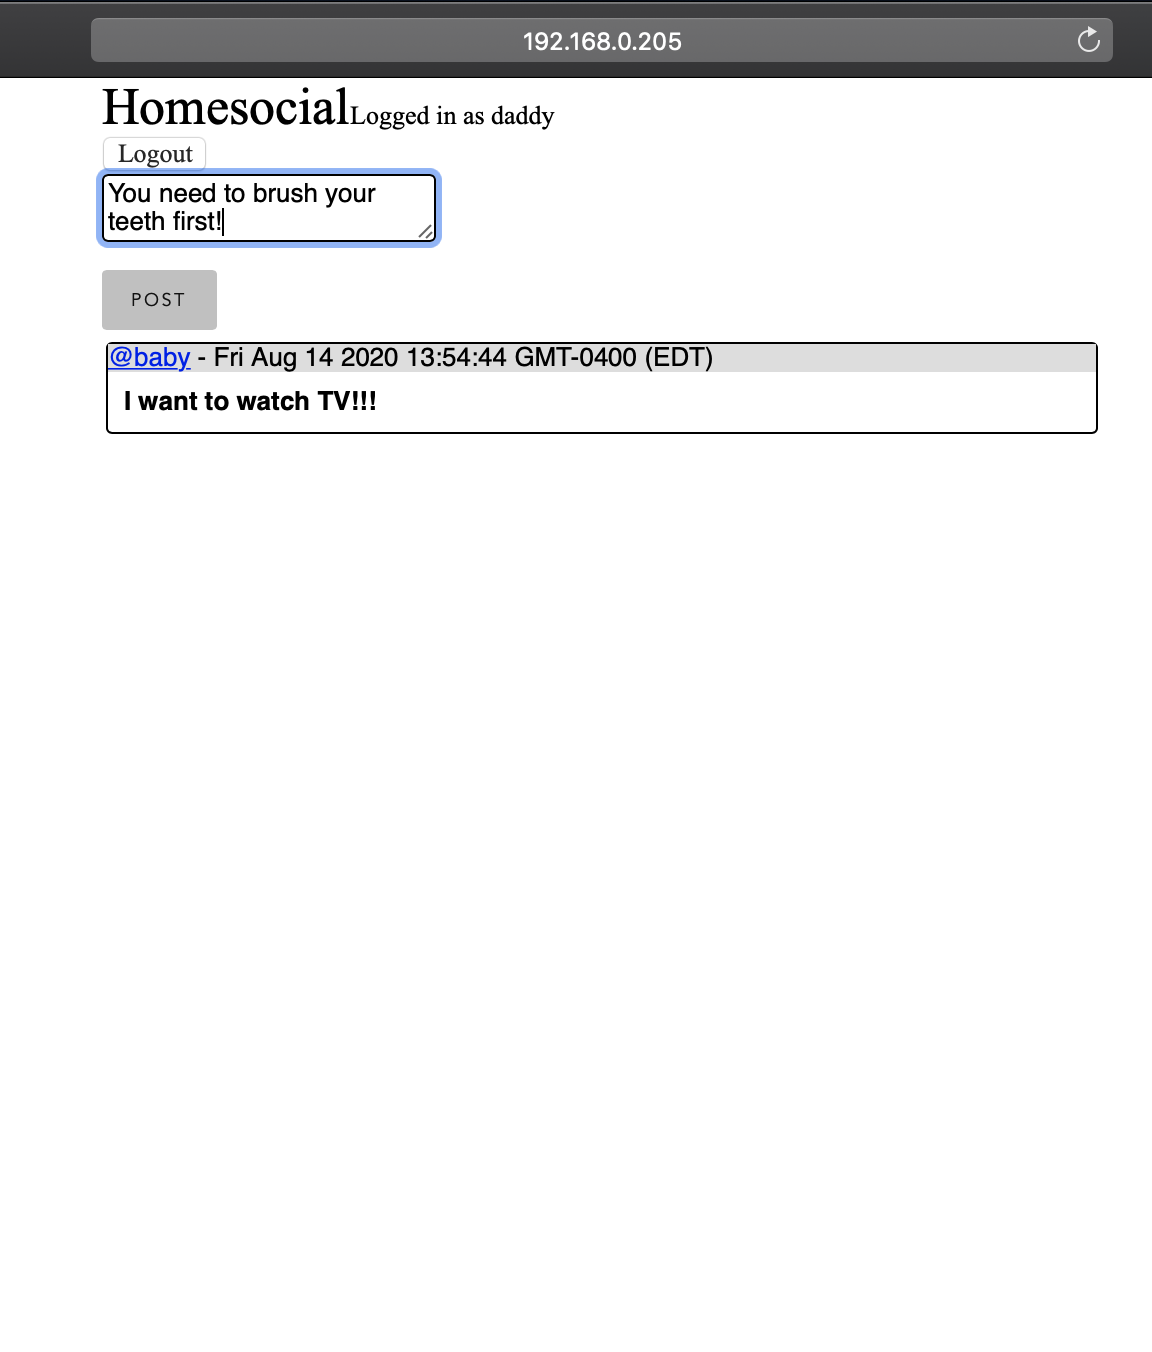 192.168.0.205
HomesocialLogged in as daddy
Logout
You need to brush your
teeth first!
POST
@baby - Fri Aug 14 2020 13:54:44 GMT-0400 (EDT)
I want to watch TV!!!